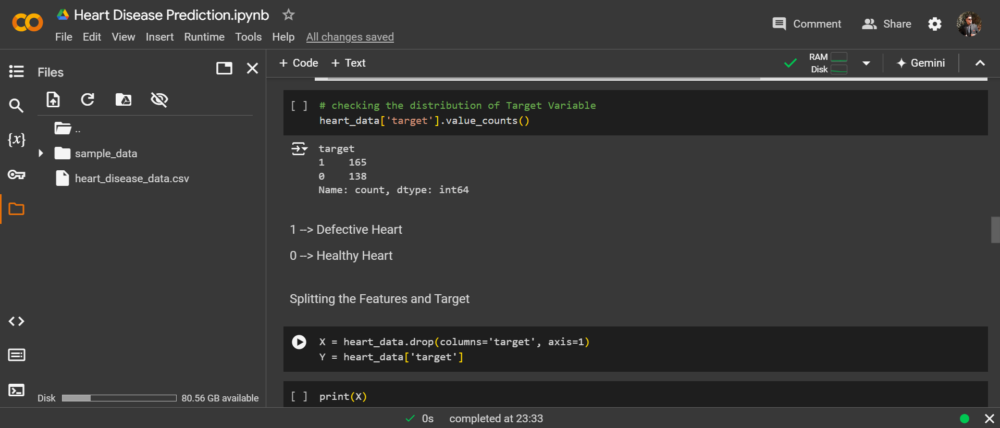 Heart Disease Prediction.ipynb
File Edit View Insert Runtime Tools Help All changes saved
Comment Share
Files
+ Code + Text
RAM
Disk
Gemini
..
sample_data
heart_disease_data.csv
{x}
Disk 80.56 GB available
[ ] # checking the distribution of Target Variable
heart_data['target'].value_counts()
target
1 165
0 138
Name: count, dtype: int64
1 --> Defective Heart
0 --> Healthy Heart
Splitting the Features and Target
X = heart_data.drop(columns='target', axis=1)
Y = heart_data['target']
[ ] print(X)
0s completed at 23:33